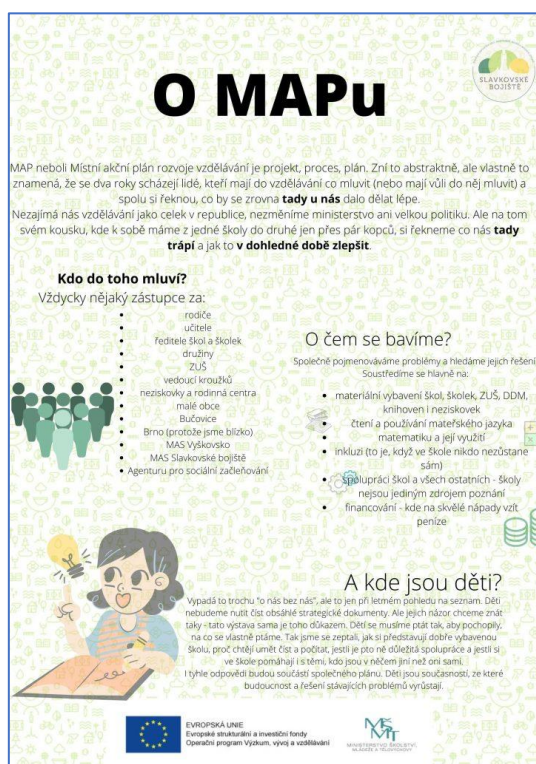 SLAVKOVSKÉ
BOJIŠTĚ
O MAPu
MAP neboli Místní akční plán rozvoje vzdělávání je projekt, proces, plán. Zní to abstraktně, ale vlastně to
znamená, že se dva roky scházejí lidé, kteří mají do vzdělávání co mluvit (nebo mají vůli do něj mluvit) a
spolu si řeknou, co by se zrovna tady u nás dalo dělat lépe.
Nezajímá nás vzdělávání jako celek v republice, nezměníme ministerstvo ani velkou politiku. Ale na tom
svém kousku, kde k sobě máme z jedné školy do druhé jen přes pár kopců, si řekneme co nás tady
trápí a jak to v dohledné době zlepšit.
Kdo do toho mluví?
Vždycky nějaký zástupce za:
rodiče
učitele
ředitele škol a školek
družiny
ZUŠ
vedoucí kroužků
neziskovky a rodinná centra
malé obce
Bučovice
Brno (protože jsme blízko)
MAS Vyškovsko
MAS Slavkovské bojiště
Agenturu pro sociální začleňování
O čem se bavíme?
Společně pojmenováváme problémy a hledáme jejich řešení.
Soustředíme se hlavně na:
materiální vybavení škol, školek, ZUŠ, DDM,
knihoven i neziskovek
čtení a používání mateřského jazyka
matematiku a její využití
inkluzi (to je, když ve škole nikdo nezůstane
sám)
spolupráci škol a všech ostatních - školy
nejsou jediným zdrojem poznání
financování - kde na skvělé nápady vzít
peníze
A kde jsou děti?
Vypadá to trochu "o nás bez nás", ale to jen při letmém pohledu na seznam. Děti
nebudeme nutit číst obsáhlé strategické dokumenty. Ale jejich názor chceme znát
taky - tato výstava sama je toho důkazem. Dětí se musíme ptát tak, aby pochopily,
na co se vlastně ptáme. Tak jsme se zeptali, jak si představují dobře vybavenou
školu, proč chtějí umět číst a počítat, jestli je pro ně důležitá spolupráce a jestli si
ve škole pomáhají i s těmi, kdo jsou v něčem jiní než oni sami.
I tyhle odpovědi budou součástí společného plánu. Děti jsou současností, ze které
budoucnost a řešení stávajících problémů vyrůstají.
EVROPSKÁ UNIE
Evropské strukturální a investiční fondy
Operační program Výzkum, vývoj a vzdělávání
MINISTERSTVO ŠKOLSTVÍ,
MLÁDEŽE A TĚLOVÝCHOVY